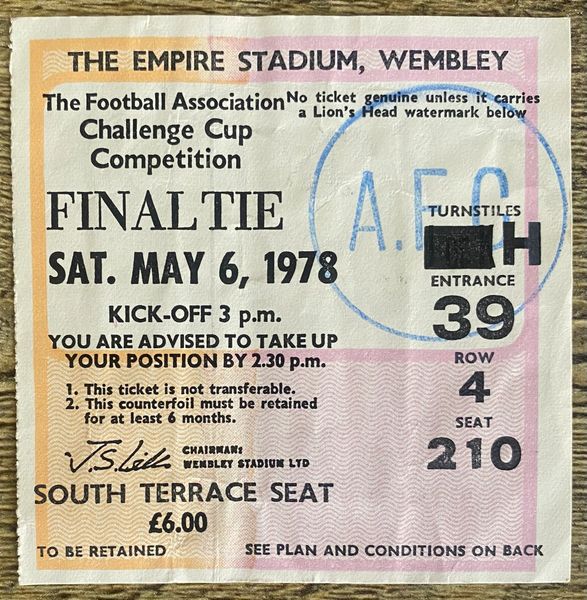 THE EMPIRE STADIUM, WEMBLEY
The Football Association
Challenge Cup
Competition
No ticket genuine unless it carries
a Lion's Head watermark below
FINAL TIE
SAT. MAY 6, 1978
KICK-OFF 3 p.m.
YOU ARE ADVISED TO TAKE UP
YOUR POSITION BY 2.30 p.m.
A.F.C
TURNSTILES
H
ENTRANCE
39
ROW
4
SEAT
210
1. This ticket is not transferable.
2. This counterfoil must be retained
for at least 6 months.
CHAIRMAN:
WEMBLEY STADIUM LTD
SOUTH TERRACE SEAT
£6.00
TO BE RETAINED
SEE PLAN AND CONDITIONS ON BACK